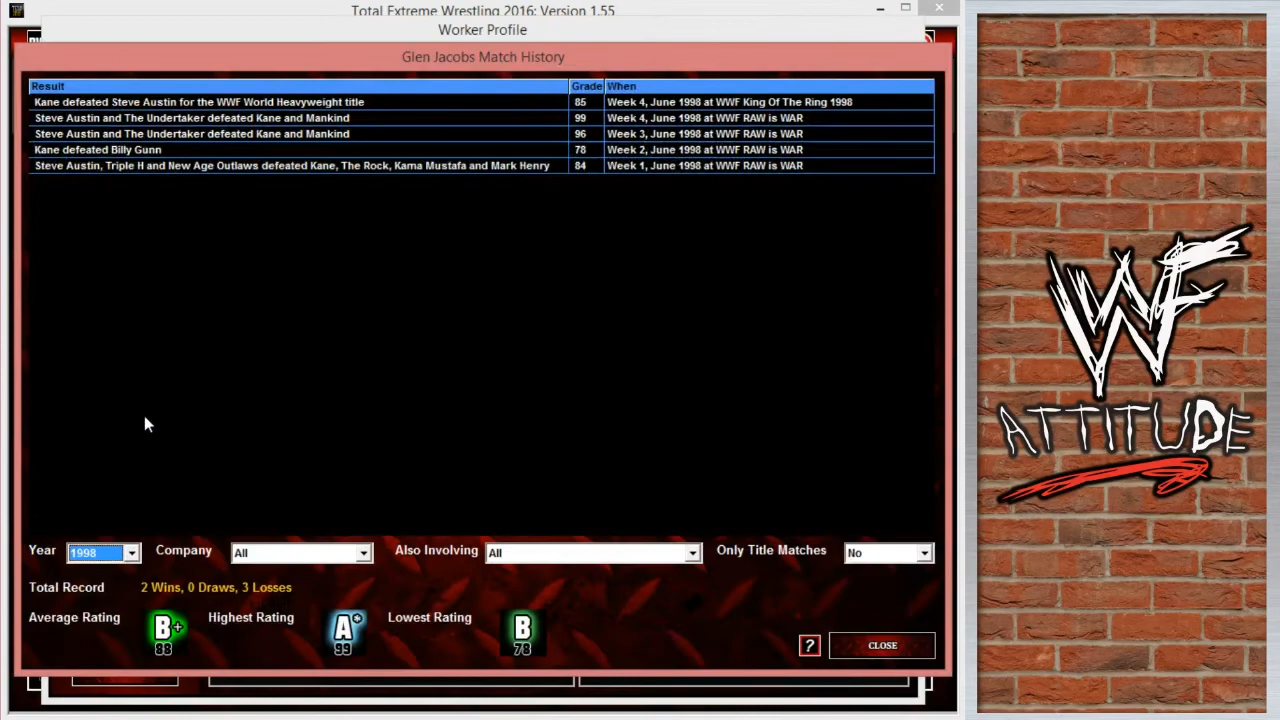 Total Extreme Wrestling 2016: Version 1.55
Worker Profile
Glen Jacobs Match History
Result Grade When
Kane defeated Steve Austin for the WWF World Heavyweight title 85 Week 4, June 1998 at WWF King Of The Ring 1998
Steve Austin and The Undertaker defeated Kane and Mankind 99 Week 4, June 1998 at WWF RAW is WAR
Steve Austin and The Undertaker defeated Kane and Mankind 96 Week 3, June 1998 at WWF RAW is WAR
Kane defeated Billy Gunn 78 Week 2, June 1998 at WWF RAW is WAR
Steve Austin, Triple H and New Age Outlaws defeated Kane, The Rock, Kama Mustafa and Mark Henry 84 Week 1, June 1998 at WWF RAW is WAR
Year 1998 Company All Also Involving All Only Title Matches No
Total Record 2 Wins, 0 Draws, 3 Losses
Average Rating B+ 88 Highest Rating A* 99 Lowest Rating B 78
? CLOSE
WF
ATTITUDE